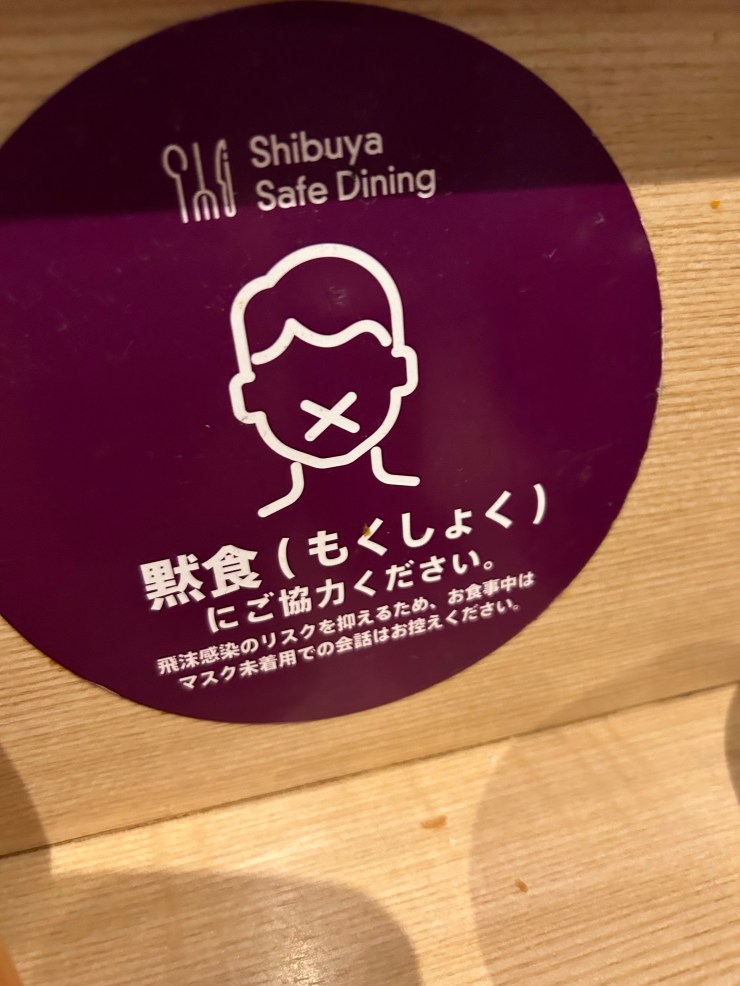 Shibuya
Safe Dining
黙食(もくしょく)
にご協力ください。
飛沫感染のリスクを抑えるため、お食事中は
マスク未着用での会話はお控えください。